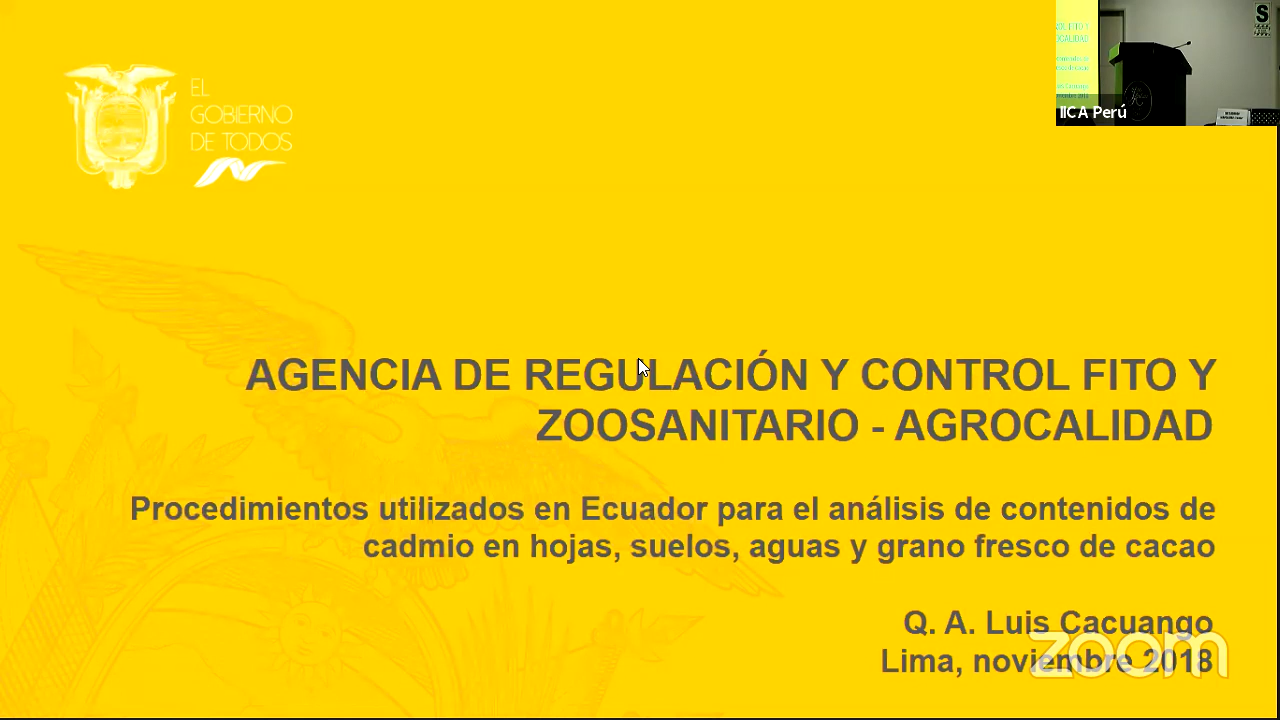 EL
GOBIERNO
DE TODOS
IICA Perú
S
AGENCIA DE REGULACIÓN Y CONTROL FITO Y
ZOOSANITARIO - AGROCALIDAD
Procedimientos utilizados en Ecuador para el análisis de contenidos de
cadmio en hojas, suelos, aguas y grano fresco de cacao
Q. A. Luis Cacuango
Lima, noviembre 2018
zoom